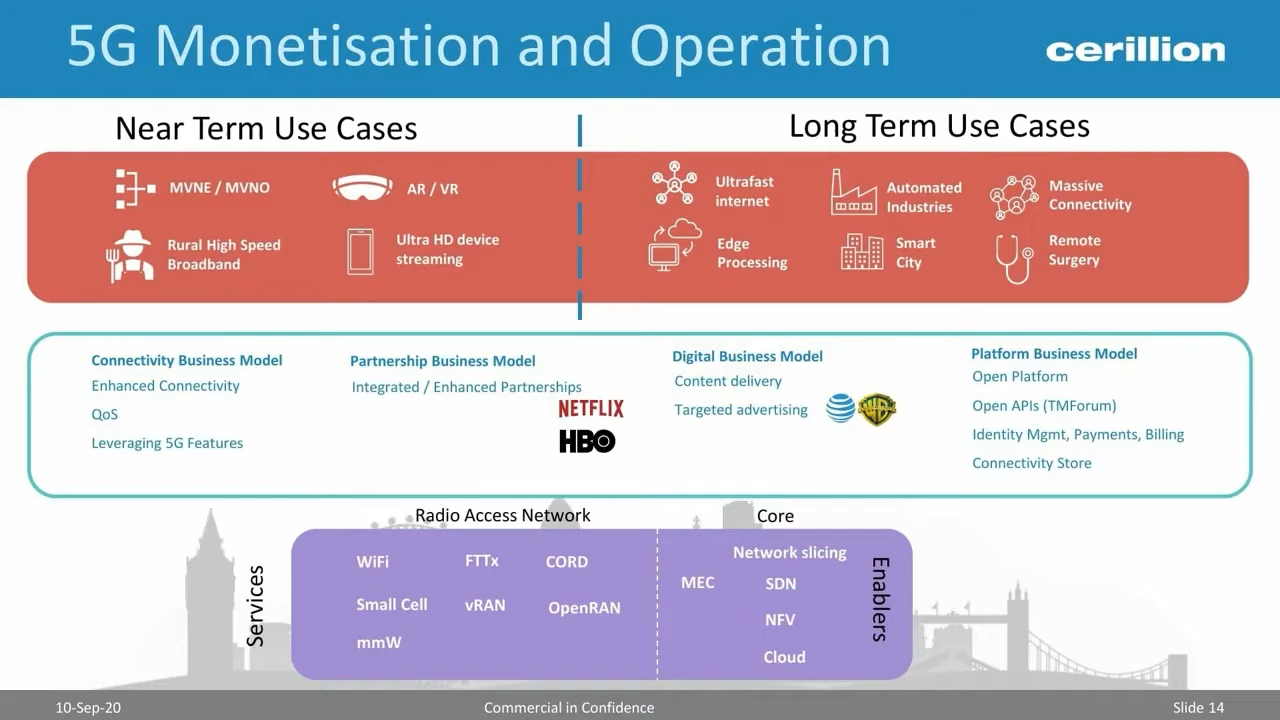 5G Monetisation and Operation
cerillion
Near Term Use Cases
Long Term Use Cases
MVNE / MVNO
AR / VR
Rural High Speed
Broadband
Ultra HD device
streaming
Ultrafast
internet
Automated
Industries
Massive
Connectivity
Edge
Processing
Smart
City
Remote
Surgery
Connectivity Business Model
Enhanced Connectivity
QoS
Leveraging 5G Features
Partnership Business Model
Integrated / Enhanced Partnerships
NETFLIX
HBO
Digital Business Model
Content delivery
Targeted advertising
WB
Platform Business Model
Open Platform
Open APIs (TMForum)
Identity Mgmt, Payments, Billing
Connectivity Store
Radio Access Network
Core
Services
WiFi
FTTx
CORD
Small Cell
vRAN
OpenRAN
mmW
Network slicing
MEC
SDN
NFV
Cloud
Enablers
10-Sep-20
Commercial in Confidence
Slide 14